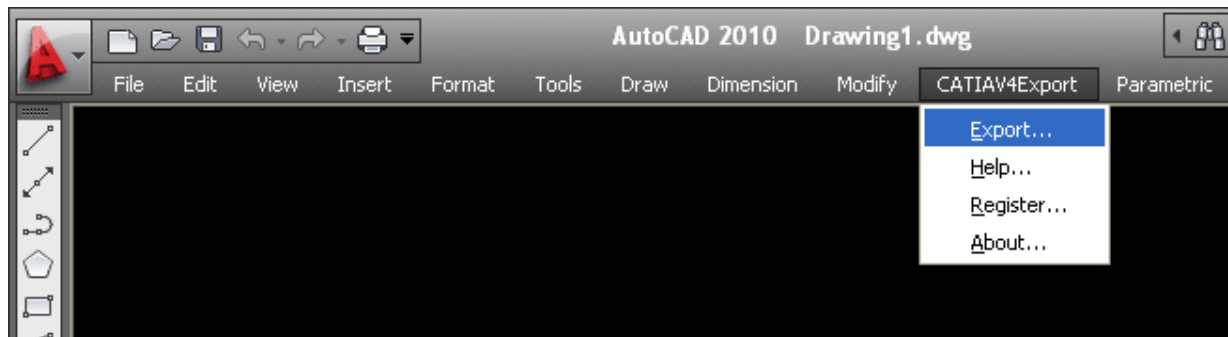 AutoCAD 2010 Drawing1.dwg
File Edit View Insert Format Tools Draw Dimension Modify CATIAV4Export Parametric
Export...
Help...
Register...
About...